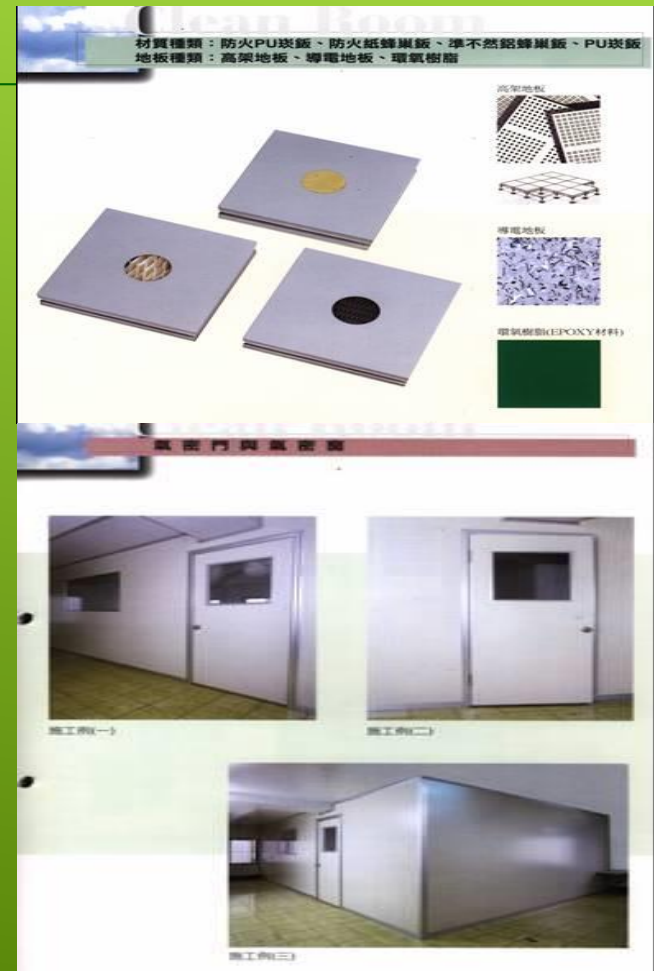 Clean Room
材質種類：防火PU崁鈑、防火紙蜂巢鈑、準不然鋁蜂巢鈑、PU崁鈑
地板種類：高架地板、導電地板、環氧樹脂
高架地板
導電地板
環氧樹脂(EPOXY材料)
Clean Room
氣密門與氣密窗
施工例(一)
施工例(二)
施工例(三)